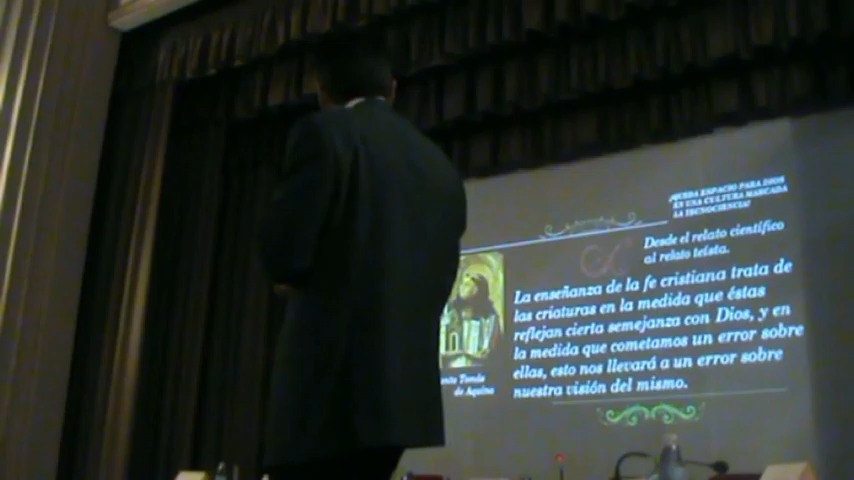 ¡QUEDA ESPACIO PARA DIOS
EN UNA CULTURA MARCADA
LA TECNOCIENCIA!
Desde el relato científico
al relato teísta.
La enseñanza de la fe cristiana trata de
las criaturas en la medida que éstas
reflejan cierta semejanza con Dios, y en
la medida que cometamos un error sobre
ellas, esto nos llevará a un error sobre
nuestra visión del mismo.
Tomás
de Aquino